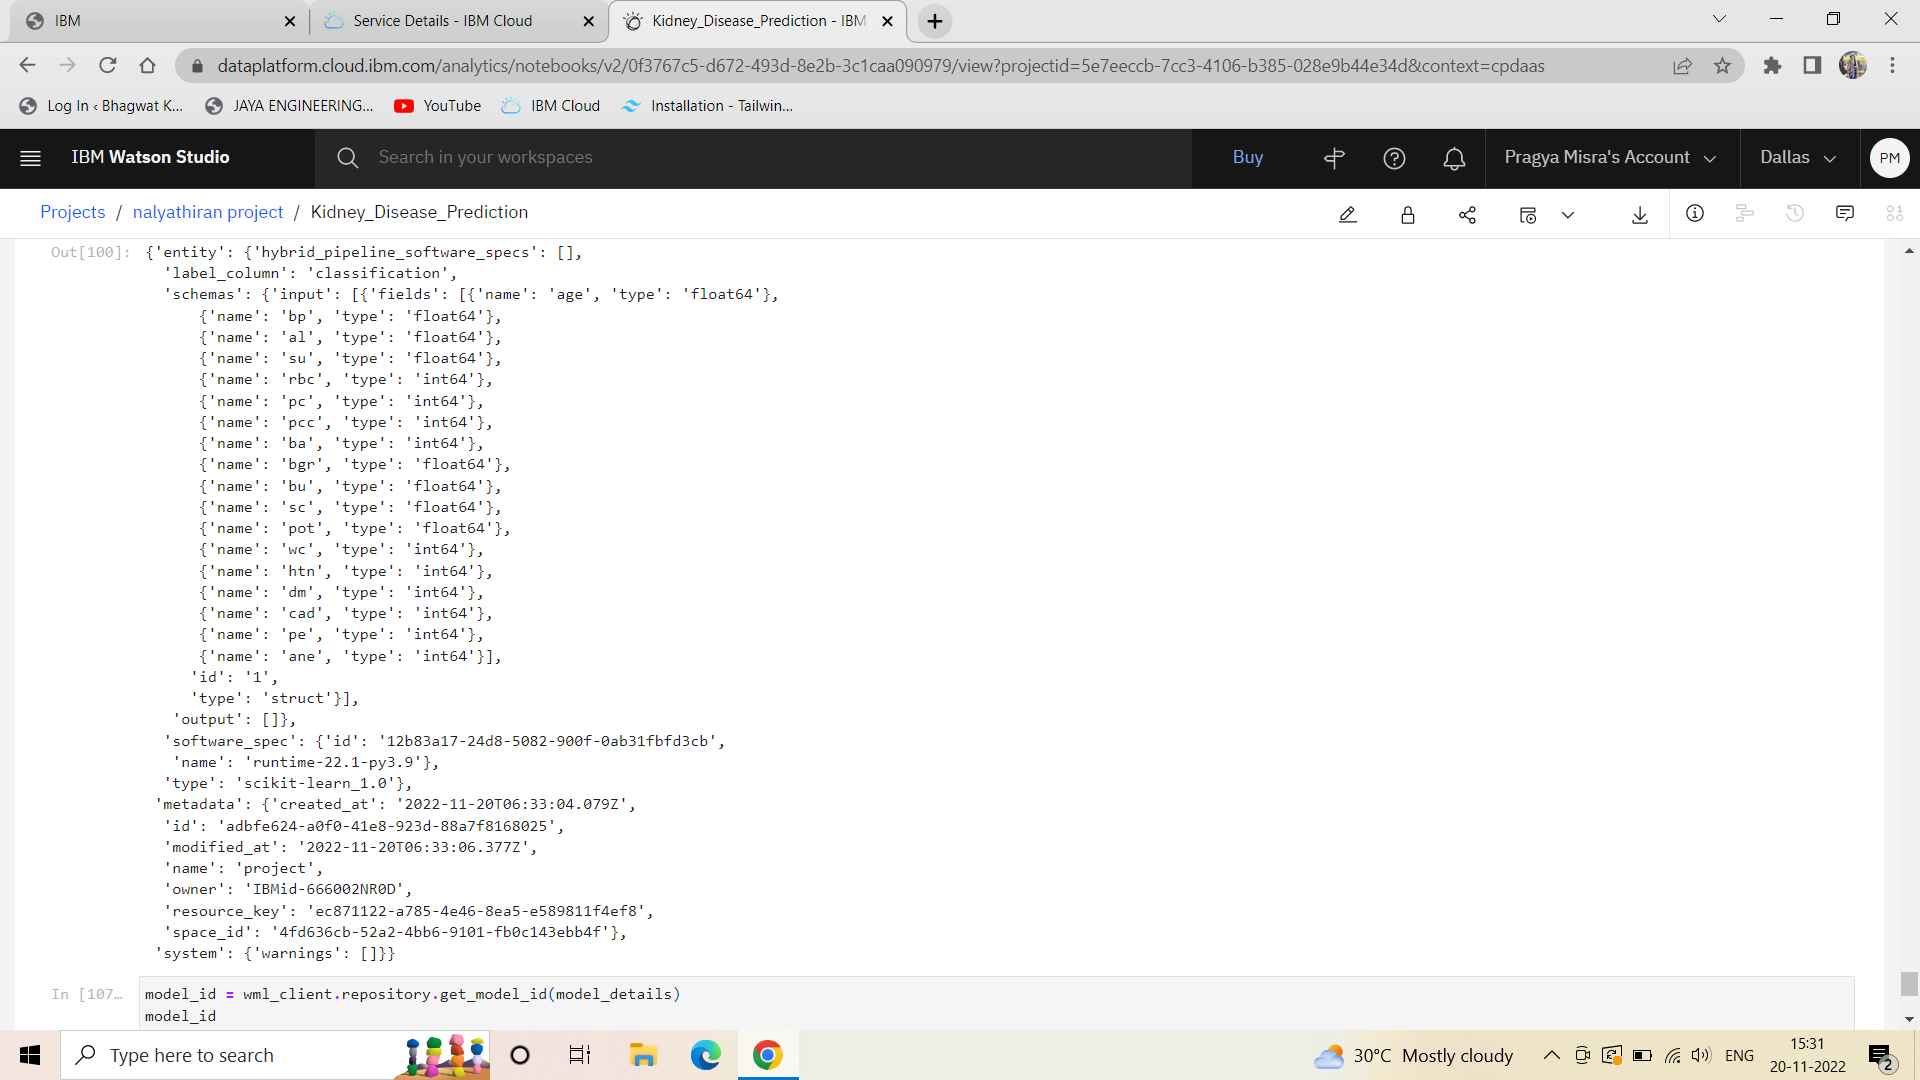 IBM
Service Details - IBM Cloud
Kidney_Disease_Prediction - IBM
dataplatform.cloud.ibm.com/analytics/notebooks/v2/0f3767c5-d672-493d-8e2b-3c1caa090979/view?projectid=5e7eeccb-7cc3-4106-b385-028e9b44e34d&context=cpdaas
Log In ‹ Bhagwat K...
JAYA ENGINEERING...
YouTube
IBM Cloud
Installation - Tailwin...
IBM Watson Studio
Search in your workspaces
Buy
Pragya Misra's Account
Dallas
PM
Projects / nalyathiran project / Kidney_Disease_Prediction
Out[100]: {'entity': {'hybrid_pipeline_software_specs': [],
'label_column': 'classification',
'schemas': {'input': [{'fields': [{'name': 'age', 'type': 'float64'},
{'name': 'bp', 'type': 'float64'},
{'name': 'al', 'type': 'float64'},
{'name': 'su', 'type': 'float64'},
{'name': 'rbc', 'type': 'int64'},
{'name': 'pc', 'type': 'int64'},
{'name': 'pcc', 'type': 'int64'},
{'name': 'ba', 'type': 'int64'},
{'name': 'bgr', 'type': 'float64'},
{'name': 'bu', 'type': 'float64'},
{'name': 'sc', 'type': 'float64'},
{'name': 'pot', 'type': 'float64'},
{'name': 'wc', 'type': 'int64'},
{'name': 'htn', 'type': 'int64'},
{'name': 'dm', 'type': 'int64'},
{'name': 'cad', 'type': 'int64'},
{'name': 'pe', 'type': 'int64'},
{'name': 'ane', 'type': 'int64'}],
'id': '1',
'type': 'struct'}],
'output': []},
'software_spec': {'id': '12b83a17-24d8-5082-900f-0ab31fbfd3cb',
'name': 'runtime-22.1-py3.9'},
'type': 'scikit-learn_1.0'},
'metadata': {'created_at': '2022-11-20T06:33:04.079Z',
'id': 'adbfe624-a0f0-41e8-923d-88a7f8168025',
'modified_at': '2022-11-20T06:33:06.377Z',
'name': 'project',
'owner': 'IBMid-666002NR0D',
'resource_key': 'ec871122-a785-4e46-8ea5-e589811f4ef8',
'space_id': '4fd636cb-52a2-4bb6-9101-fb0c143ebb4f'},
'system': {'warnings': []}}
In [107... model_id = wml_client.repository.get_model_id(model_details)
model_id
Type here to search
30°C Mostly cloudy
ENG
15:31
20-11-2022
2